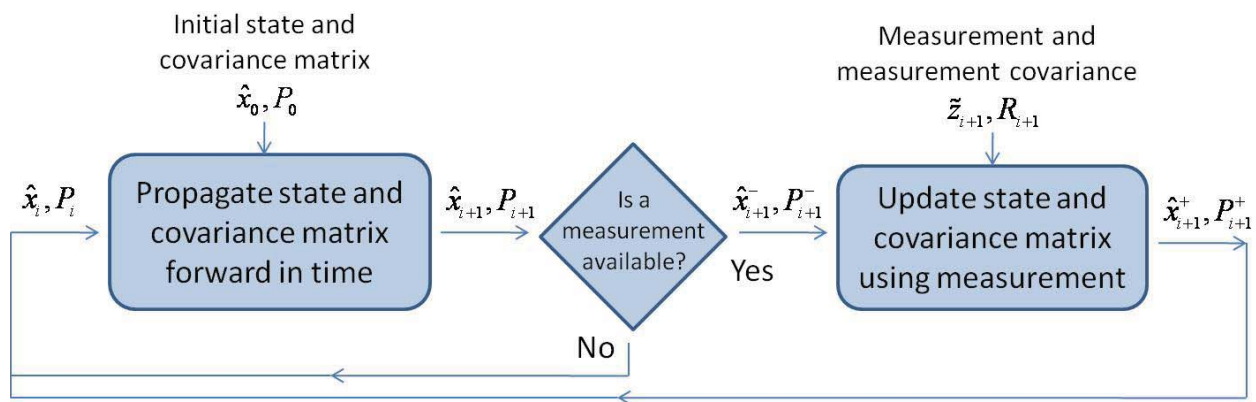 Initial state and
covariance matrix
x̂₀, P₀
Measurement and
measurement covariance
z̃ᵢ₊₁, Rᵢ₊₁
x̂ᵢ, Pᵢ
Propagate state and
covariance matrix
forward in time
x̂ᵢ₊₁, Pᵢ₊₁
Is a
measurement
available?
x̂⁻ᵢ₊₁, P⁻ᵢ₊₁
Yes
Update state and
covariance matrix
using measurement
x̂⁺ᵢ₊₁, P⁺ᵢ₊₁
No